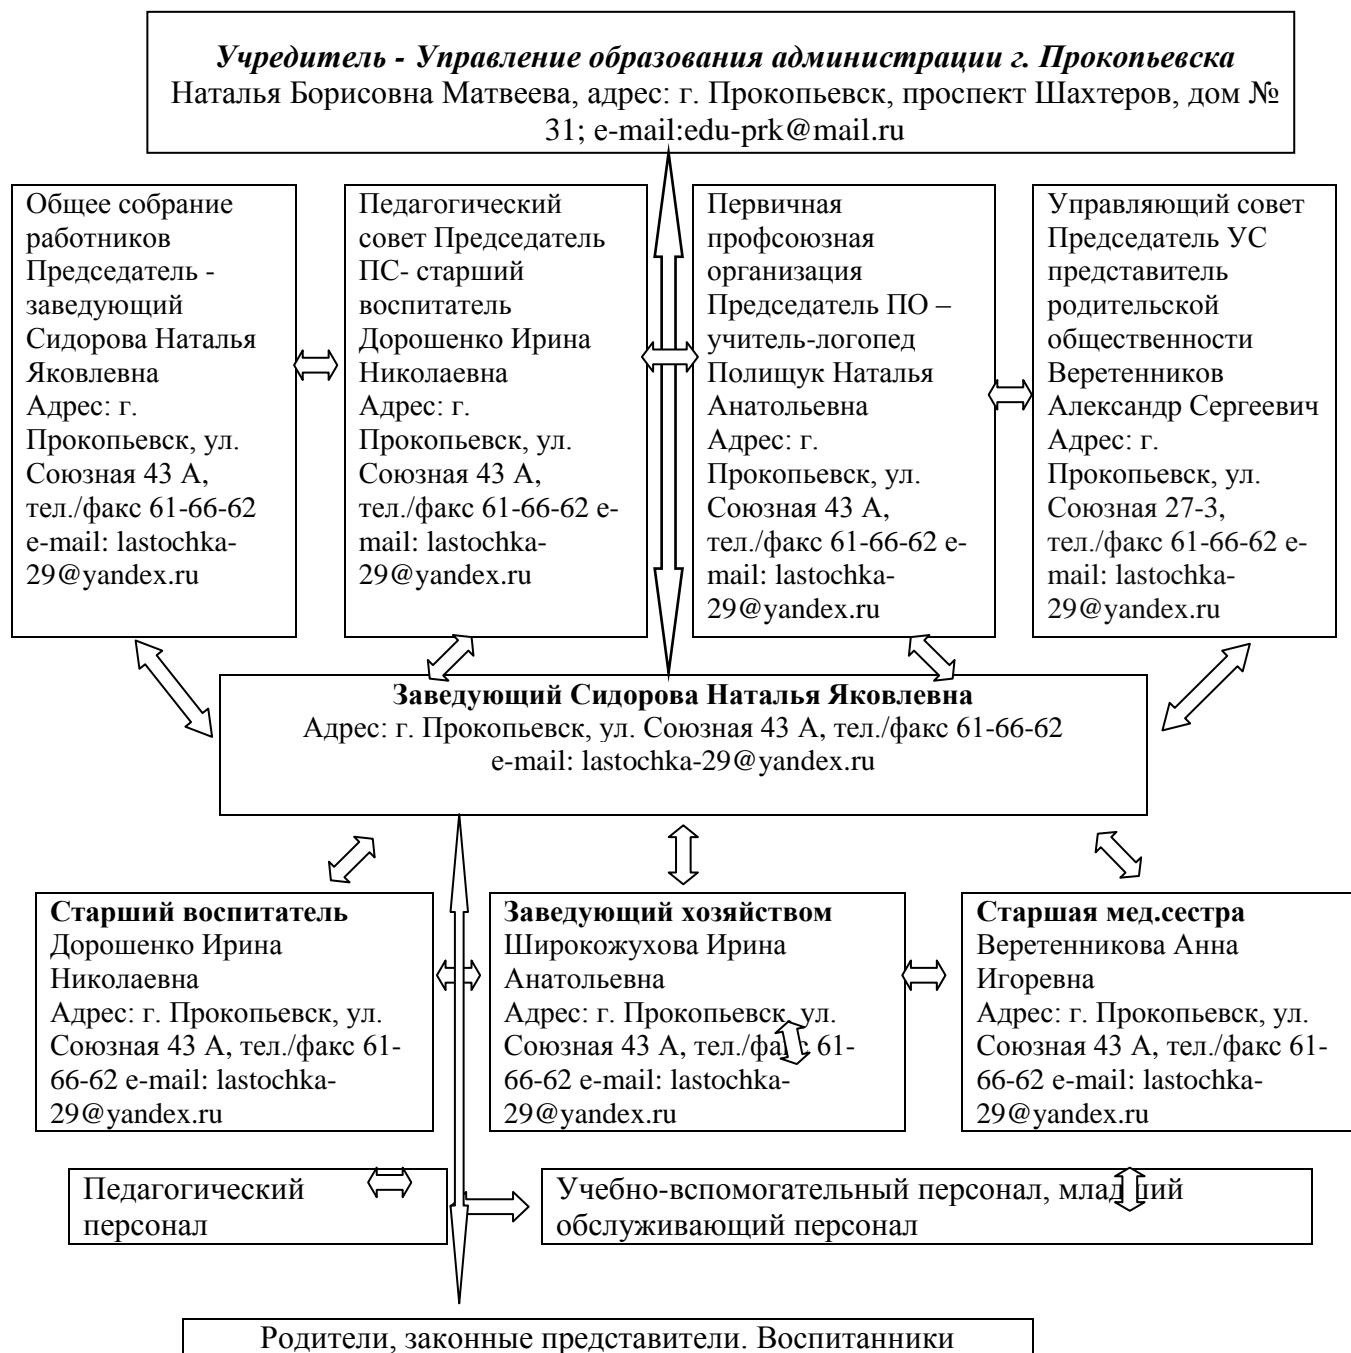 Учредитель - Управление образования администрации г. Прокопьевска
Наталья Борисовна Матвеева, адрес: г. Прокопьевск, проспект Шахтеров, дом №
31; e-mail:edu-prk@mail.ru
Общее собрание
работников
Председатель -
заведующий
Сидорова Наталья
Яковлевна
Адрес: г.
Прокопьевск, ул.
Союзная 43 А,
тел./факс 61-66-62
e-mail: lastochka-
29@yandex.ru
Педагогический
совет Председатель
ПС- старший
воспитатель
Дорошенко Ирина
Николаевна
Адрес: г.
Прокопьевск, ул.
Союзная 43 А,
тел./факс 61-66-62 e-
mail: lastochka-
29@yandex.ru
Первичная
профсоюзная
организация
Председатель ПО –
учитель-логопед
Полищук Наталья
Анатольевна
Адрес: г.
Прокопьевск, ул.
Союзная 43 А,
тел./факс 61-66-62 e-
mail: lastochka-
29@yandex.ru
Управляющий совет
Председатель УС
представитель
родительской
общественности
Веретенников
Александр Сергеевич
Адрес: г.
Прокопьевск, ул.
Союзная 27-3,
тел./факс 61-66-62 e-
mail: lastochka-
29@yandex.ru
Заведующий Сидорова Наталья Яковлевна
Адрес: г. Прокопьевск, ул. Союзная 43 А, тел./факс 61-66-62
e-mail: lastochka-29@yandex.ru
Старший воспитатель
Дорошенко Ирина
Николаевна
Адрес: г. Прокопьевск, ул.
Союзная 43 А, тел./факс 61-
66-62 e-mail: lastochka-
29@yandex.ru
Заведующий хозяйством
Широкожухова Ирина
Анатольевна
Адрес: г. Прокопьевск, ул.
Союзная 43 А, тел./факс 61-
66-62 e-mail: lastochka-
29@yandex.ru
Старшая мед.сестра
Веретенникова Анна
Игоревна
Адрес: г. Прокопьевск, ул.
Союзная 43 А, тел./факс 61-
66-62 e-mail: lastochka-
29@yandex.ru
Педагогический
персонал
Учебно-вспомогательный персонал, младший
обслуживающий персонал
Родители, законные представители. Воспитанники